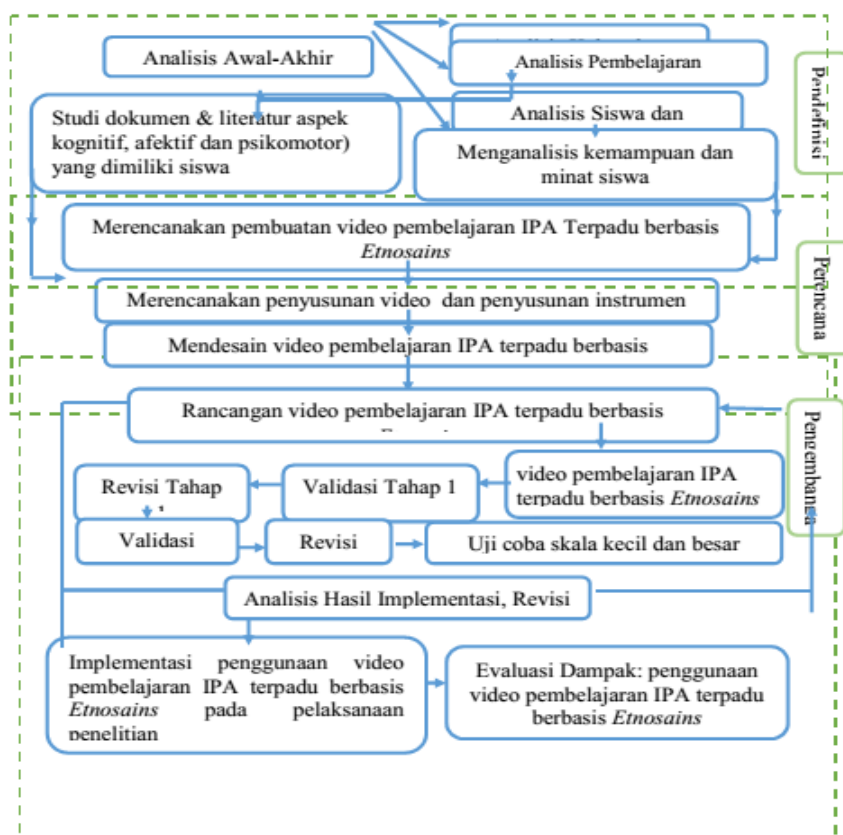 Analisis Awal-Akhir
Analisis Pembelajaran
Pendefinisi
Studi dokumen & literatur aspek
kognitif, afektif dan psikomotor)
yang dimiliki siswa
Analisis Siswa dan
Menganalisis kemampuan dan
minat siswa
Merencanakan pembuatan video pembelajaran IPA Terpadu berbasis
Etnosains
Perencana
Merencanakan penyusunan video dan penyusunan instrumen
Mendesain video pembelajaran IPA terpadu berbasis
Rancangan video pembelajaran IPA terpadu berbasis
Pengembanga
video pembelajaran IPA
terpadu berbasis Etnosains
Validasi Tahap 1
Revisi Tahap
Validasi
Revisi
Uji coba skala kecil dan besar
Analisis Hasil Implementasi, Revisi
Implementasi penggunaan video
pembelajaran IPA terpadu berbasis
Etnosains pada pelaksanaan
penelitian
Evaluasi Dampak: penggunaan
video pembelajaran IPA terpadu
berbasis Etnosains